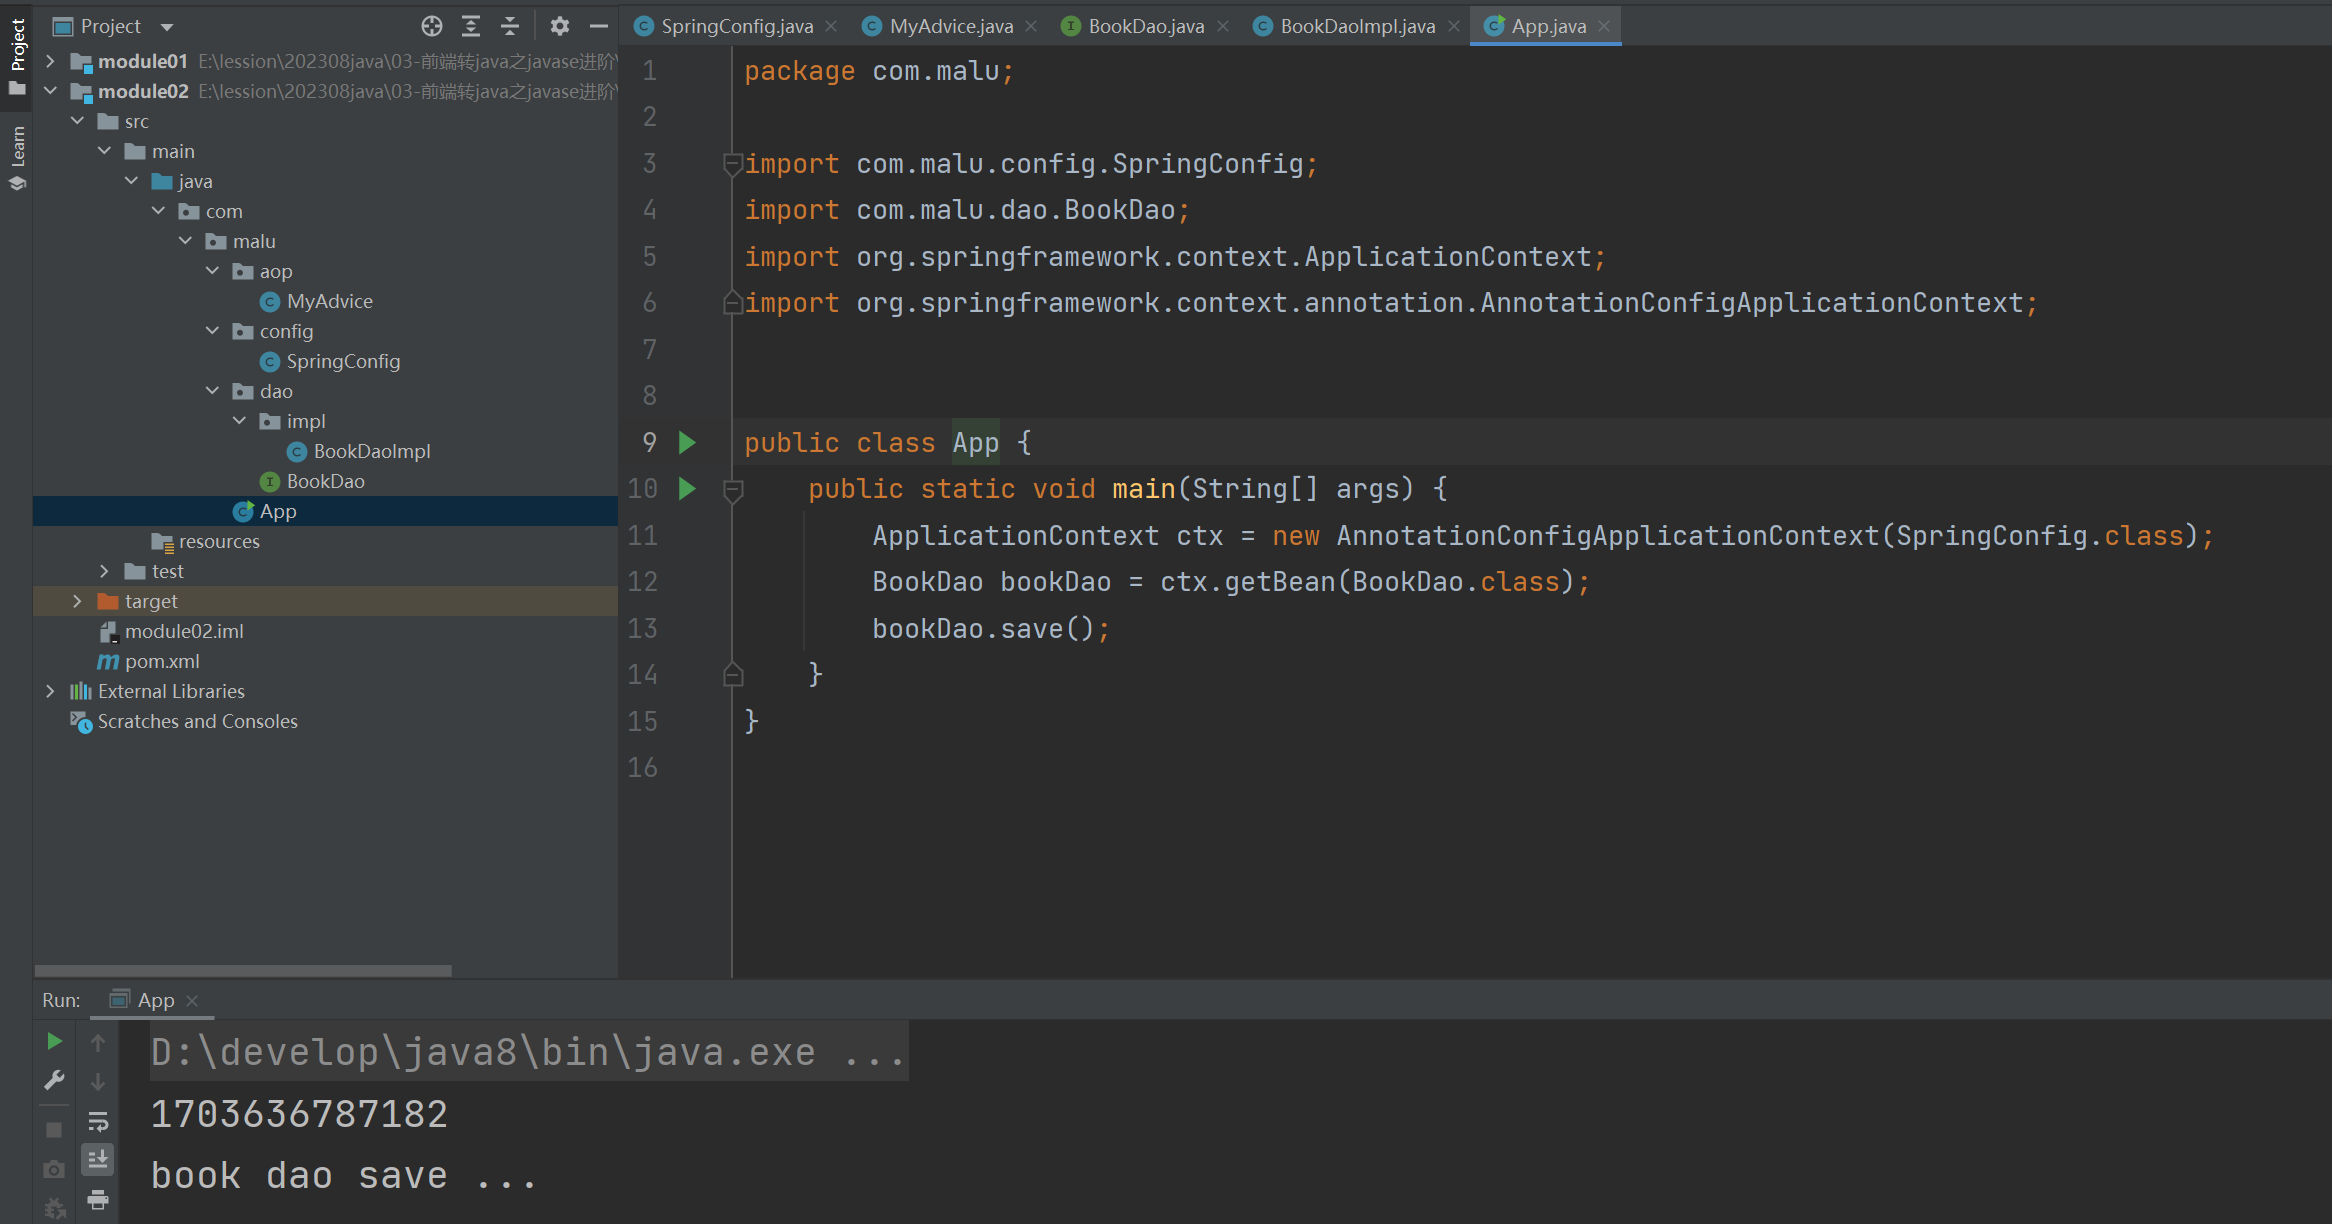 Project
Learn
Project
module01 E:\lession\202308java\03-前端转java之javase进阶\
module02 E:\lession\202308java\03-前端转java之javase进阶\
src
main
java
com
malu
aop
MyAdvice
config
SpringConfig
dao
impl
BookDaoImpl
BookDao
App
resources
test
target
module02.iml
pom.xml
External Libraries
Scratches and Consoles
SpringConfig.java MyAdvice.java BookDao.java BookDaoImpl.java App.java
1 package com.malu;
2
3 import com.malu.config.SpringConfig;
4 import com.malu.dao.BookDao;
5 import org.springframework.context.ApplicationContext;
6 import org.springframework.context.annotation.AnnotationConfigApplicationContext;
7
8
9 public class App {
10 public static void main(String[] args) {
11 ApplicationContext ctx = new AnnotationConfigApplicationContext(SpringConfig.class);
12 BookDao bookDao = ctx.getBean(BookDao.class);
13 bookDao.save();
14 }
15 }
16
Run: App
D:\develop\java8\bin\java.exe ...
1703636787182
book dao save ...